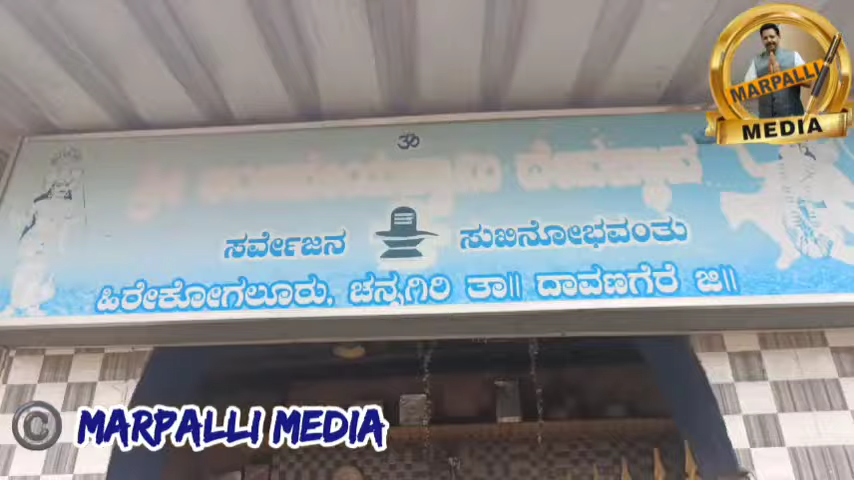 MARPALLI
MEDIA
ॐ
ಸರ್ವೇಜನ ಸುಖಿನೋಭವಂತು
ಹಿರೇಕೋಗಲೂರು, ಚನ್ನಗಿರಿ ತಾ॥ ದಾವಣಗೆರೆ ಜಿ॥
© MARPALLI MEDIA